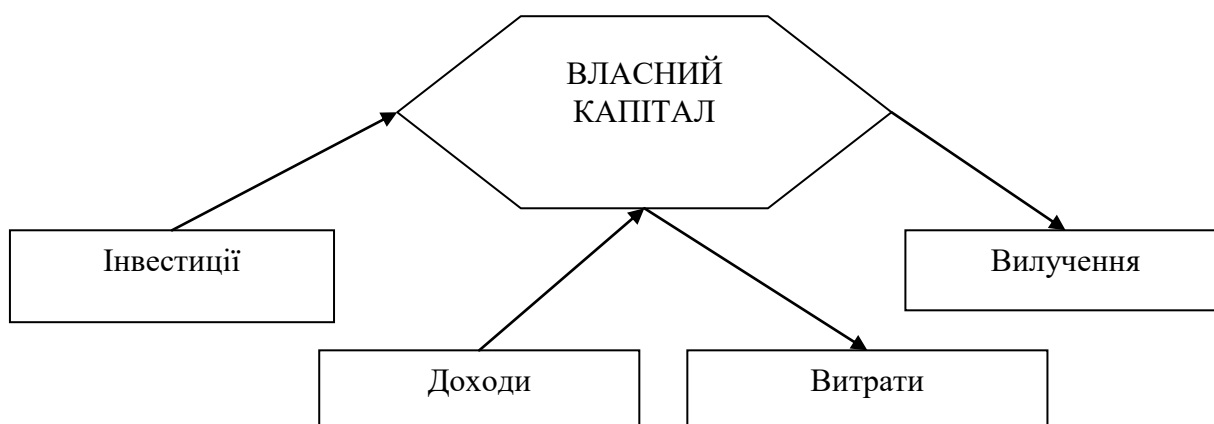 ВЛАСНИЙ
КАПІТАЛ
Інвестиції
Вилучення
Доходи
Витрати